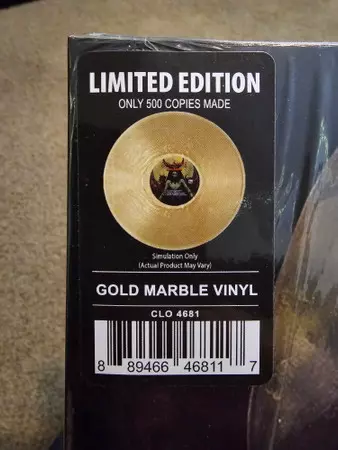 LIMITED EDITION
ONLY 500 COPIES MADE
Simulation Only
(Actual Product May Vary)
GOLD MARBLE VINYL
CLO 4681
8 89466 46811 7